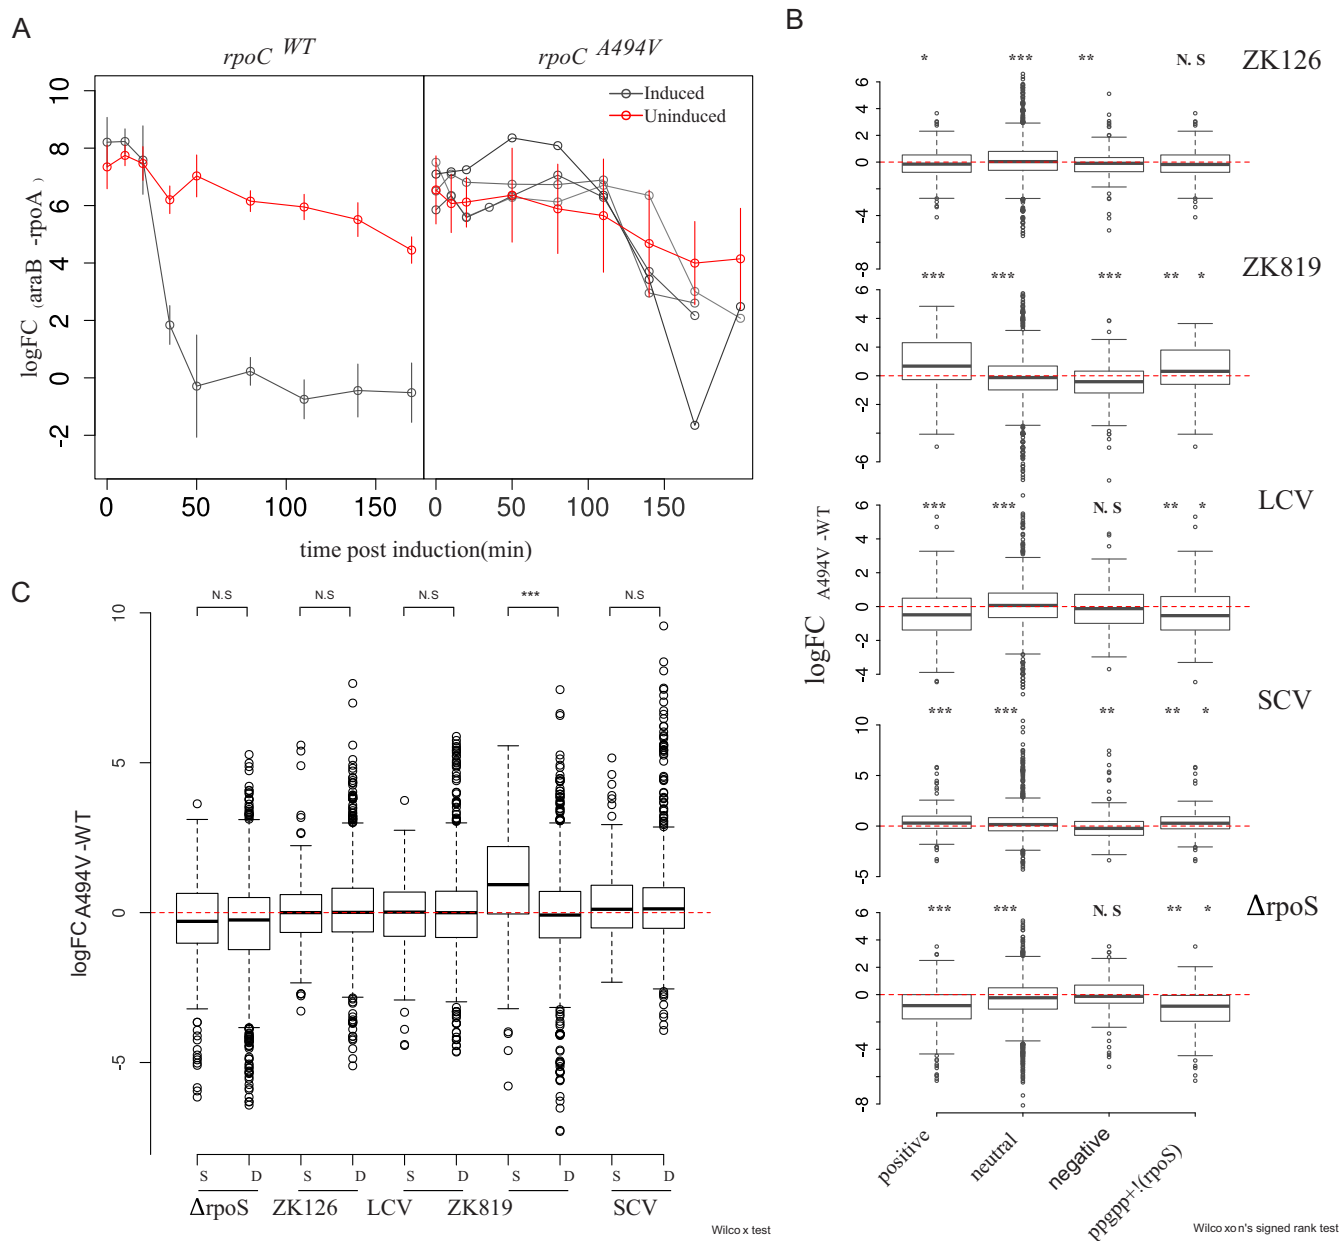 A
rpoC WT
rpoC A494V
Induced
Uninduced
10
8
6
4
2
0
-2
logFC (araB -rpoA)
0
50
100
150
0
50
100
150
time post induction(min)
B
* *** ** N. S
ZK126
6
4
2
0
-4
-8
*** *** *** ** *
ZK819
6
4
2
0
-2
-6
*** *** N. S ** *
LCV
6
4
2
0
-2
-4
*** *** ** ** *
SCV
10
5
0
-5
*** *** N. S ** *
ΔrpoS
6
4
2
0
-4
-8
logFC A494V -WT
positive
neutral
negative
ppgpp+!(rpoS)
Wilcoxon's signed rank test
C
N.S N.S N.S *** N.S
10
5
0
-5
logFC A494V -WT
S D S D S D S D
ΔrpoS ZK126 LCV ZK819 SCV
Wilcox test